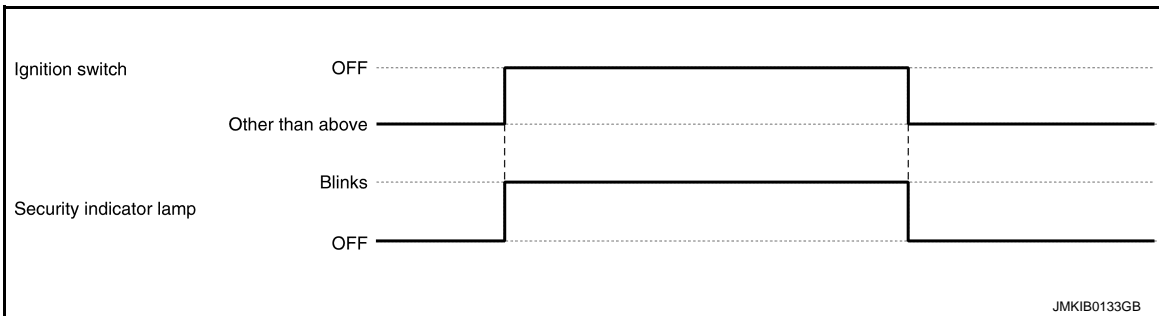 Ignition switch
OFF
Other than above
Blinks
Security indicator lamp
OFF
JMKIB0133GB